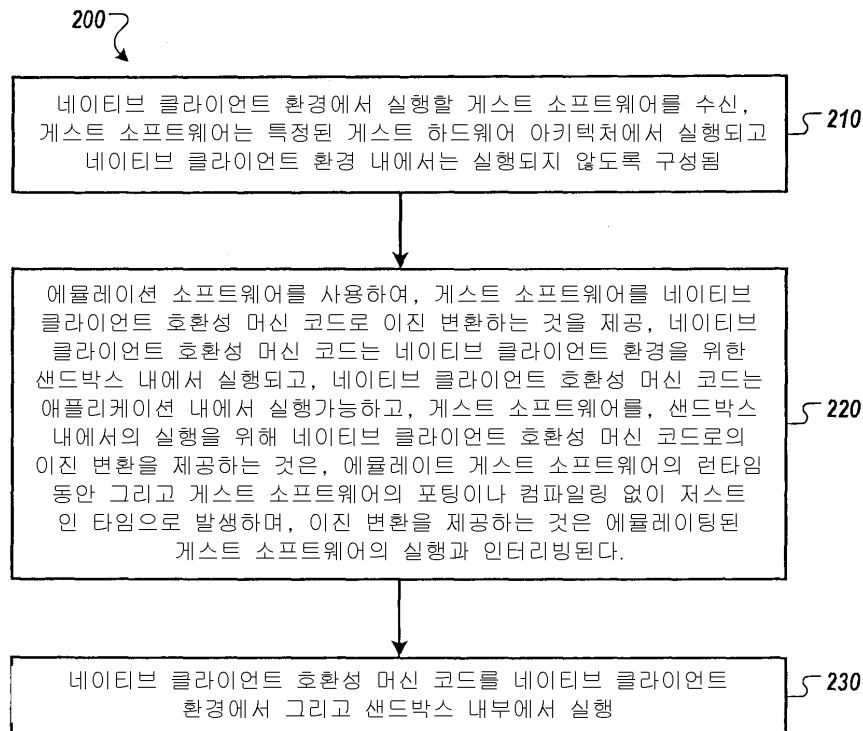 200
네이티브 클라이언트 환경에서 실행할 게스트 소프트웨어를 수신,
게스트 소프트웨어는 특정된 게스트 하드웨어 아키텍처에서 실행되고
네이티브 클라이언트 환경 내에서는 실행되지 않도록 구성됨
210
에뮬레이션 소프트웨어를 사용하여, 게스트 소프트웨어를 네이티브
클라이언트 호환성 머신 코드로 이진 변환하는 것을 제공, 네이티브
클라이언트 호환성 머신 코드는 네이티브 클라이언트 환경을 위한
샌드박스 내에서 실행되고, 네이티브 클라이언트 호환성 머신 코드는
애플리케이션 내에서 실행가능하고, 게스트 소프트웨어를, 샌드박스
내에서의 실행을 위해 네이티브 클라이언트 호환성 머신 코드로의
이진 변환을 제공하는 것은, 에뮬레이트 게스트 소프트웨어의 런타임
동안 그리고 게스트 소프트웨어의 포팅이나 컴파일링 없이 저스트
인 타임으로 발생하며, 이진 변환을 제공하는 것은 에뮬레이팅된
게스트 소프트웨어의 실행과 인터리빙된다.
220
네이티브 클라이언트 호환성 머신 코드를 네이티브 클라이언트
환경에서 그리고 샌드박스 내부에서 실행
230